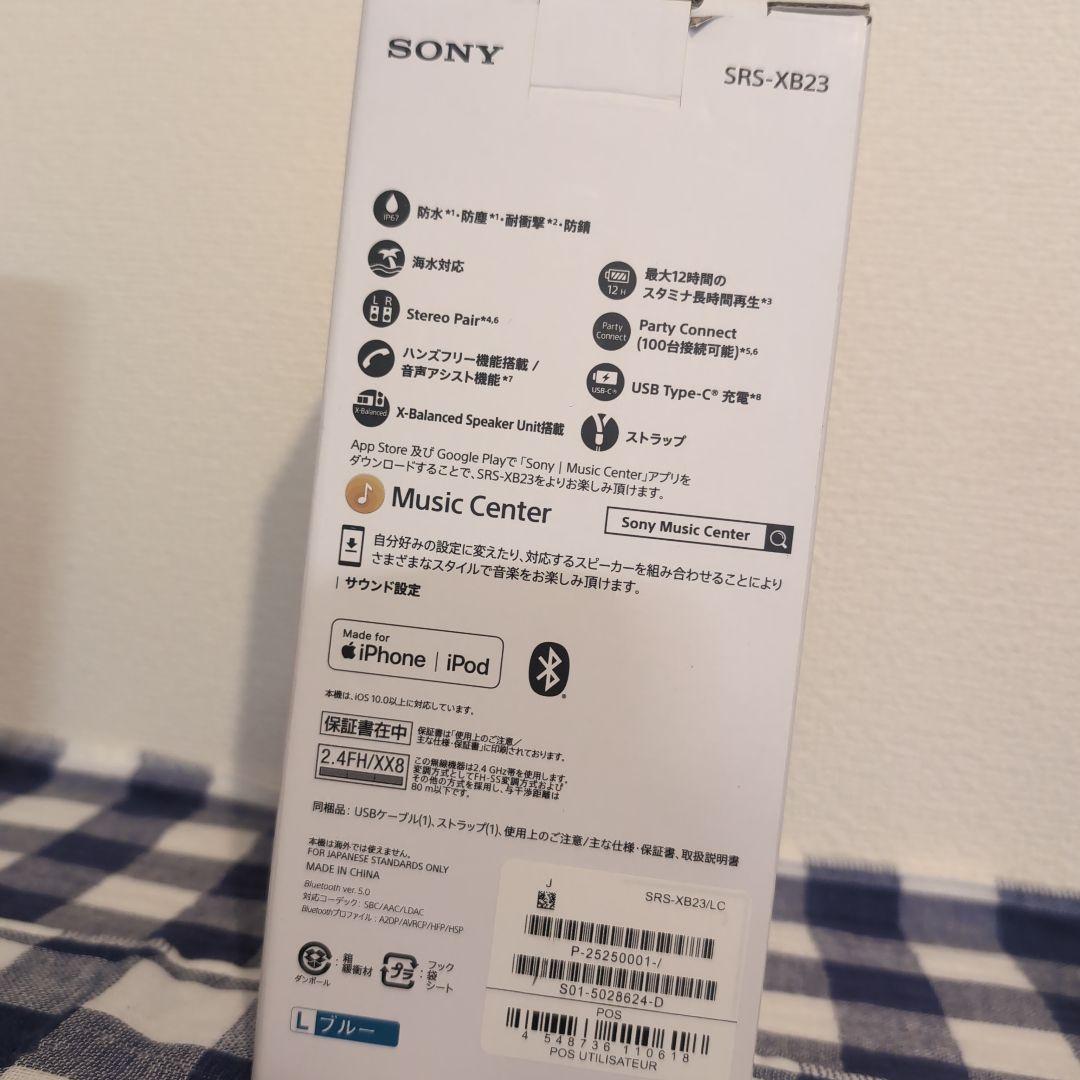 SONY
SRS-XB23
IP67
防水*1・防塵*1・耐衝撃*2・防錆
海水対応
L R
Stereo Pair*4,6
ハンズフリー機能搭載 /
音声アシスト機能*7
X-Balanced
X-Balanced Speaker Unit搭載
12 H
最大12時間の
スタミナ長時間再生*3
Party
Connect
Party Connect
(100台接続可能)*5,6
USB-C®
USB Type-C® 充電*8
ストラップ
App Store 及び Google Playで「Sony | Music Center」アプリを
ダウンロードすることで、SRS-XB23をよりお楽しみ頂けます。
Music Center
Sony Music Center
自分好みの設定に変えたり、対応するスピーカーを組み合わせることにより
さまざまなスタイルで音楽をお楽しみ頂けます。
| サウンド設定
Made for
iPhone | iPod
本機は、iOS 10.0以上に対応しています。
保証書在中
保証書は「使用上のご注意/
主な仕様・保証書」に印刷されております。
2.4FH/XX8
この無線機器は2.4 GHz帯を使用します。
変調方式としてFH-SS変調方式および
その他の方式を採用し、与干渉距離は
80 m以下です。
同梱品：USBケーブル(1)、ストラップ(1)、使用上のご注意/主な仕様・保証書、取扱説明書
本機は海外では使えません。
FOR JAPANESE STANDARDS ONLY
MADE IN CHINA
Bluetooth ver. 5.0
対応コーデック：SBC/AAC/LDAC
Bluetoothプロファイル：A2DP/AVRCP/HFP/HSP
ダンボール
：箱
緩衝材
プラ
：フック
袋
シート
L ブルー
J
SRS-XB23/LC
P-25250001-/
S01-5028624-D
POS
4 548736 110618
POS UTILISATEUR